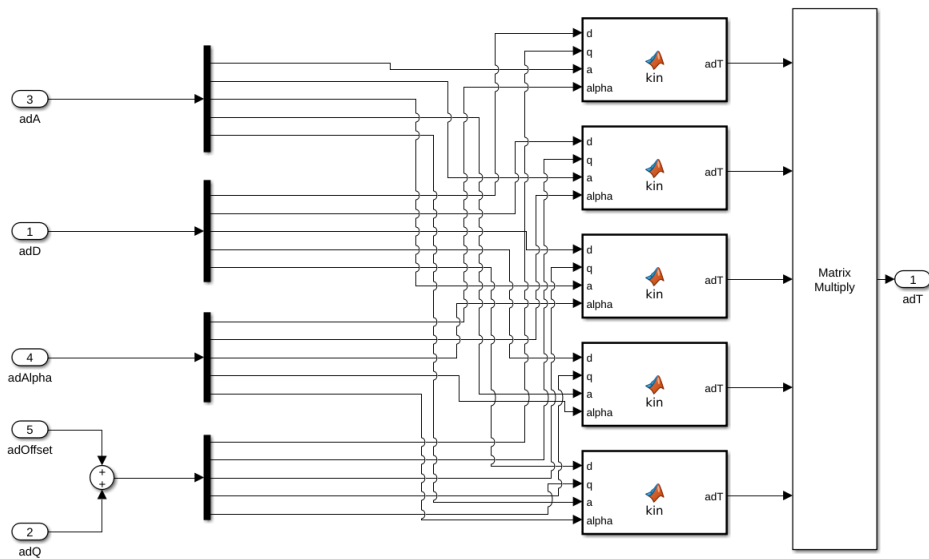 3
adA
1
adD
4
adAlpha
5
adOffset
+
+
2
adQ
d
q
a
alpha
kin
adT
d
q
a
alpha
kin
adT
d
q
a
alpha
kin
adT
d
q
a
alpha
kin
adT
d
q
a
alpha
kin
adT
Matrix
Multiply
1
adT